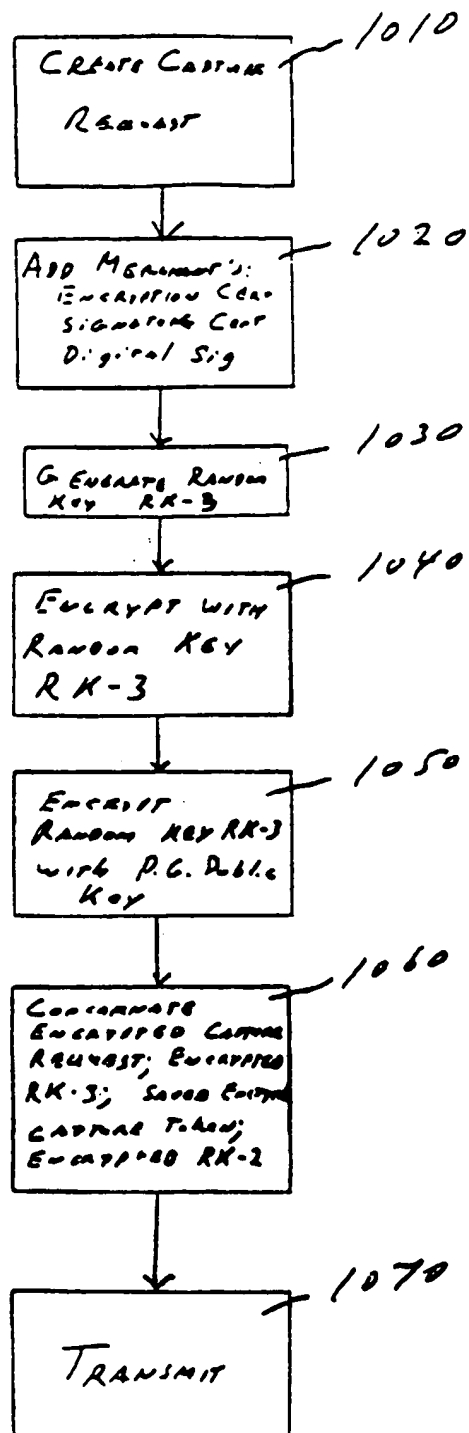 1010
CREATE CAPTURE
REQUEST
1020
ADD MERCHANT'S:
ENCRYPTION CERT
SIGNATURE CERT
Digital Sig
1030
GENERATE RANDOM
KEY RK-3
1040
ENCRYPT WITH
RANDOM KEY
RK-3
1050
ENCRYPT
RANDOM KEY RK-3
with P.G. Public
Key
1060
ENCRYPTED CAPTURE
REQUEST; ENCRYPTED
RK-3; SAVED
CAPTURE TOKEN;
ENCRYPTED RK-2
1070
TRANSMIT